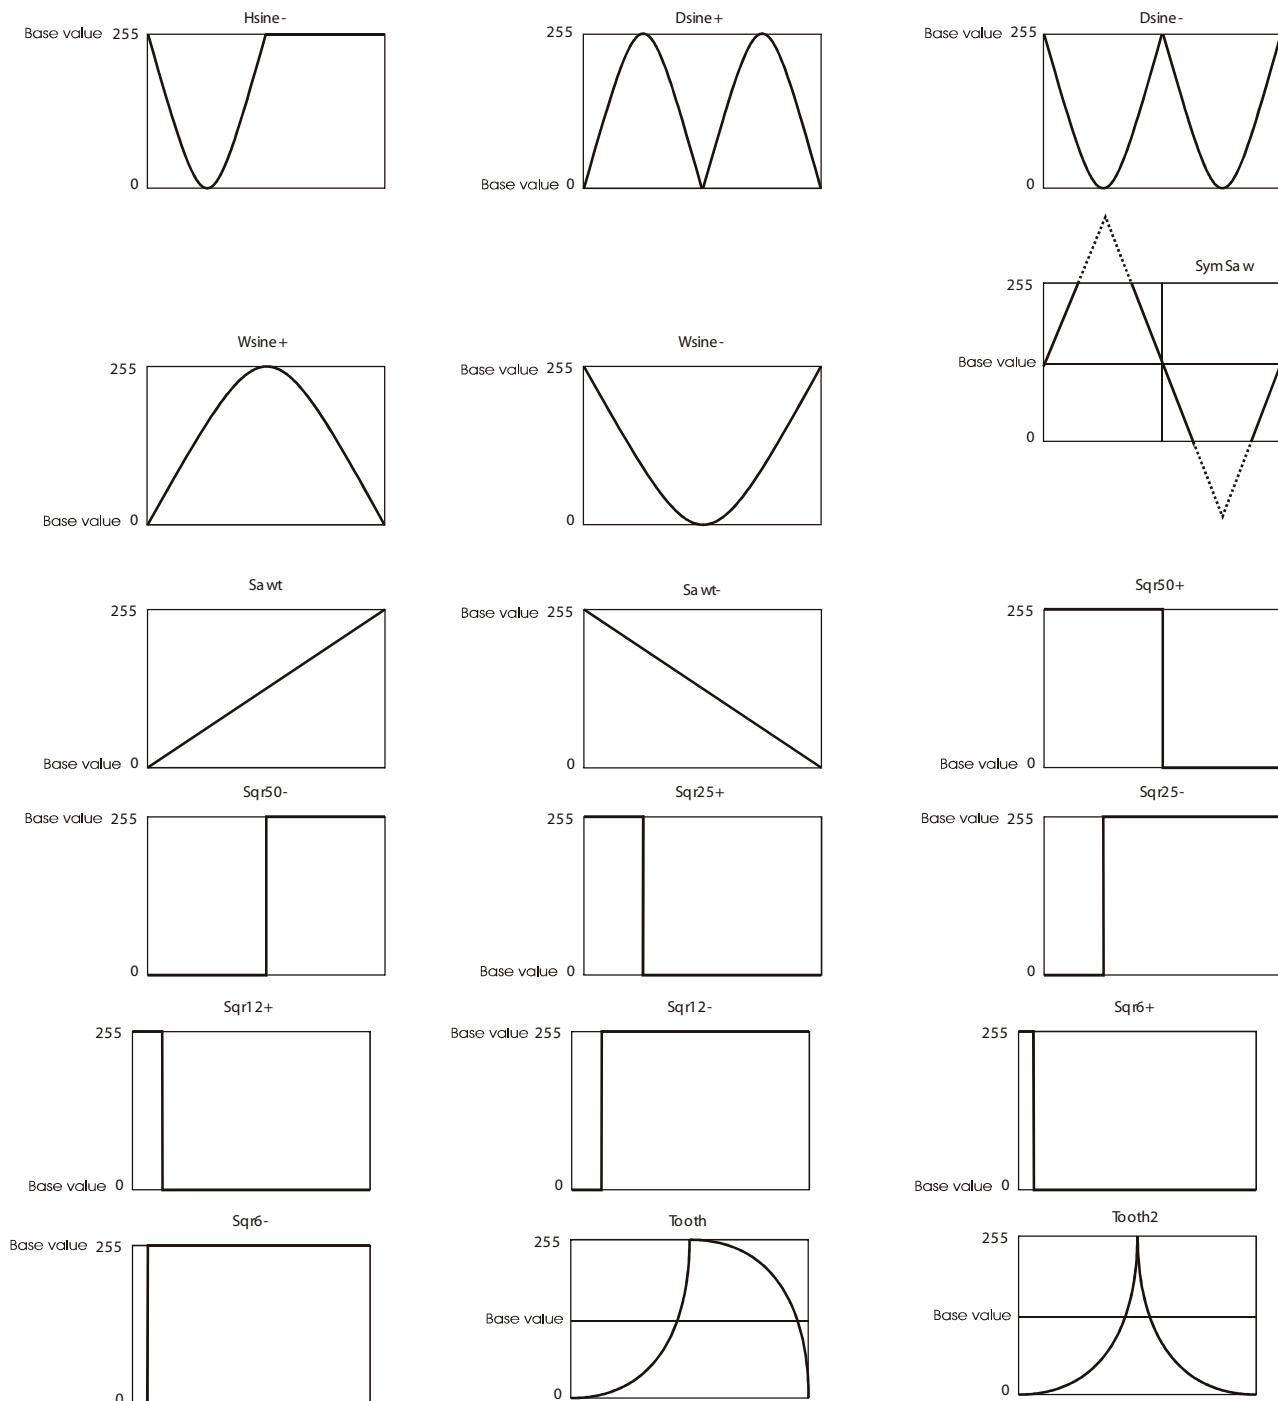 Hsine-
Dsine+
Dsine-
Base value 255
255
Base value 255
0
Base value 0
0
SymSaw
255
Base value
0
Wsine+
Wsine-
255
Base value 255
Base value 0
0
Sawt
Sawt-
Sqr50+
255
Base value 255
255
Base value 0
0
Base value 0
Sqr50-
Sqr25+
Sqr25-
Base value 255
255
Base value 255
0
Base value 0
0
Sqr12+
Sqr12-
Sqr6+
255
Base value 255
255
Base value 0
0
Base value 0
Sqr6-
Tooth
Tooth2
Base value 255
255
255
Base value
Base value
0
0
0